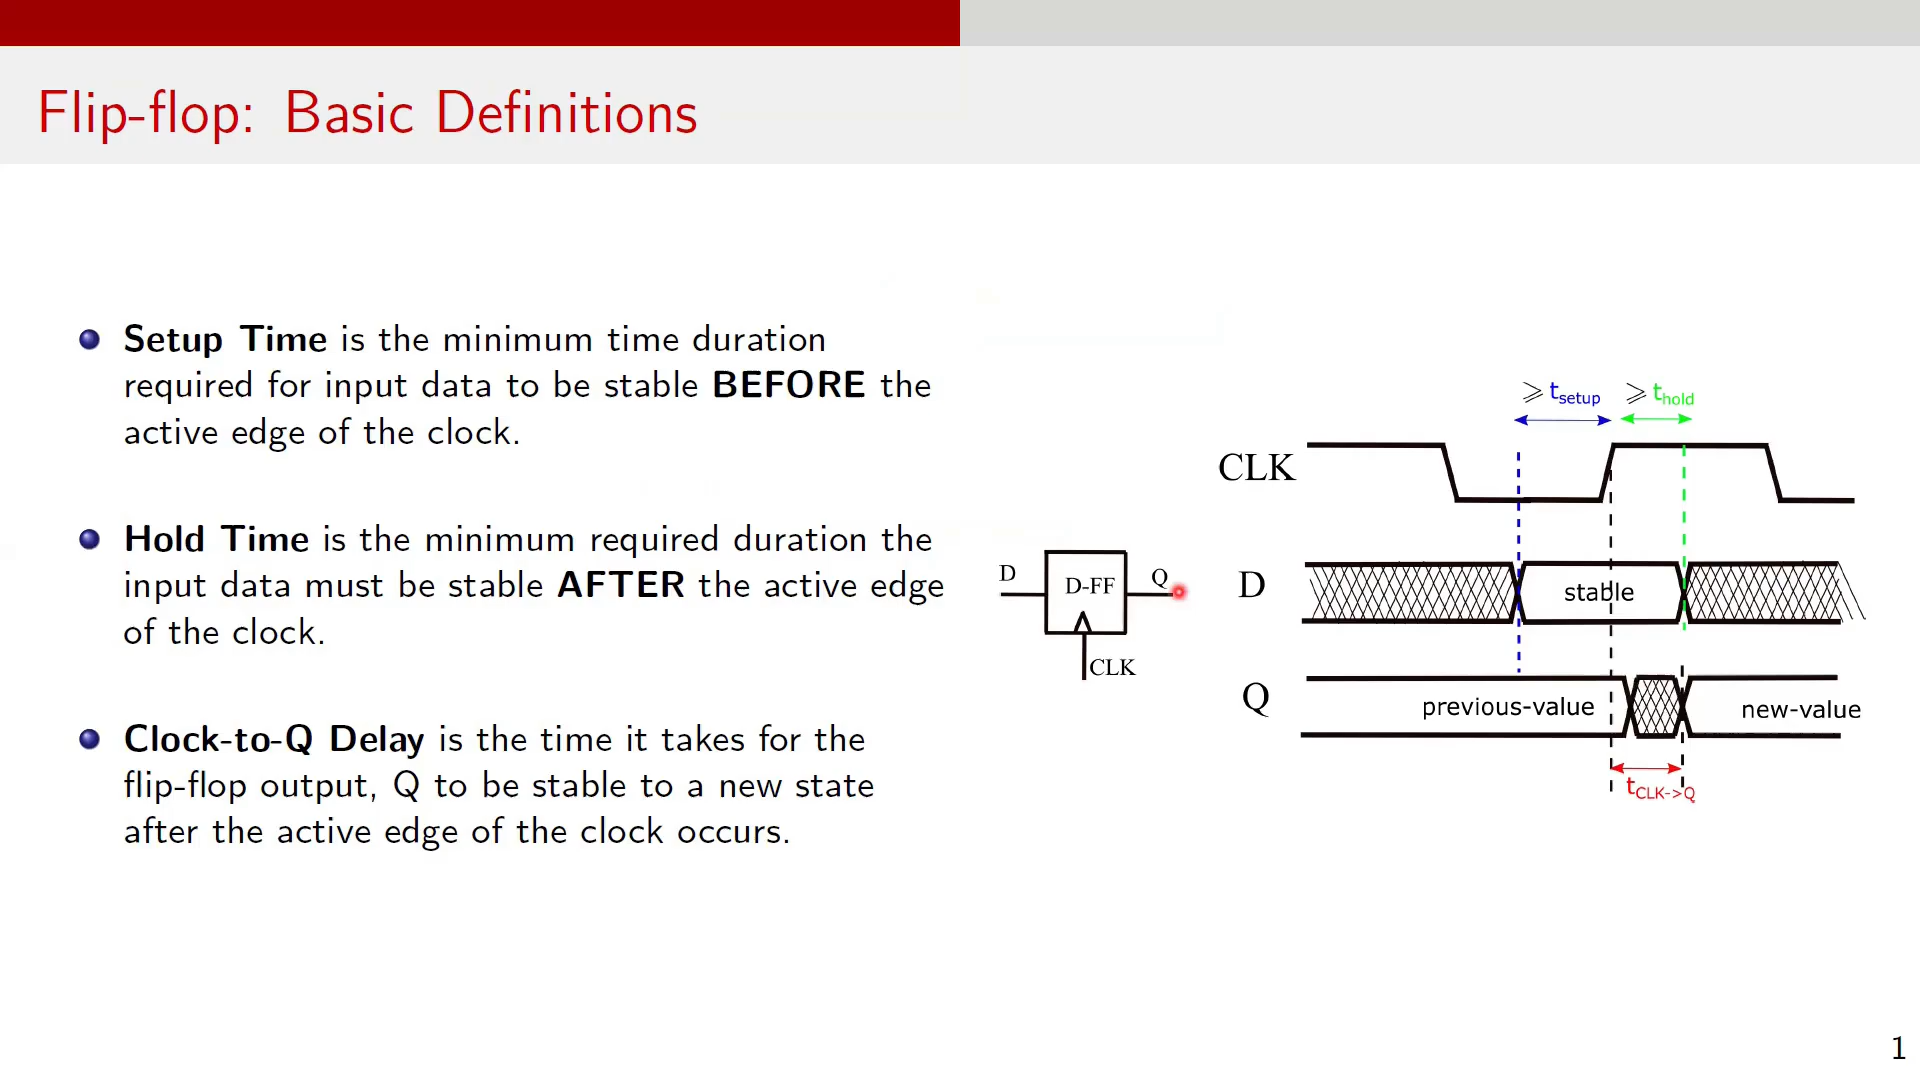 Flip-flop: Basic Definitions
Setup Time is the minimum time duration
required for input data to be stable BEFORE the
active edge of the clock.
Hold Time is the minimum required duration the
input data must be stable AFTER the active edge
of the clock.
Clock-to-Q Delay is the time it takes for the
flip-flop output, Q to be stable to a new state
after the active edge of the clock occurs.
D
D-FF
Q
CLK
⩾ tsetup ⩾ thold
CLK
D
stable
Q
previous-value
new-value
tCLK->Q
1